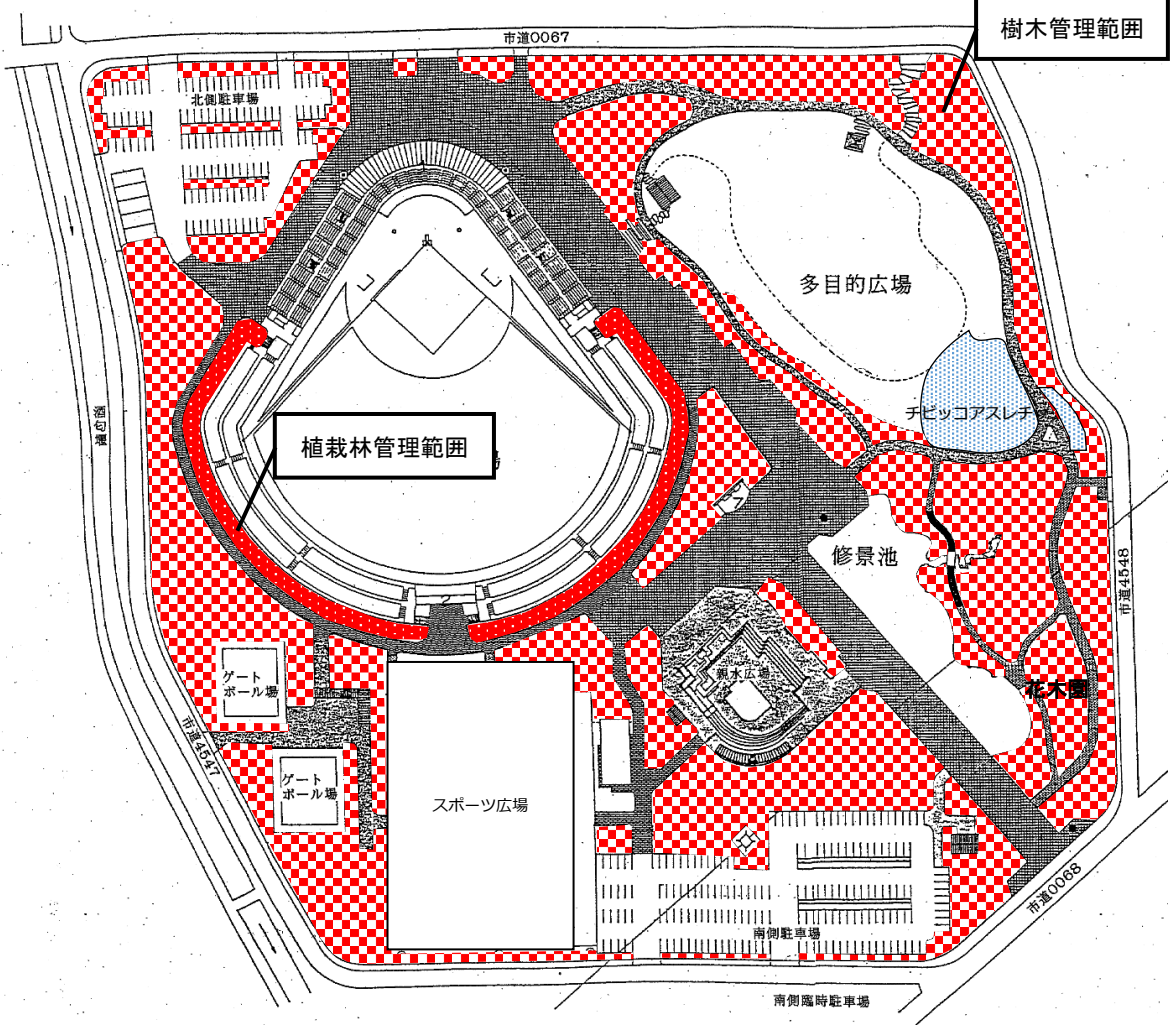 樹木管理範囲
市道0067
北側駐車場
多目的広場
チビッコアスレチ
植栽林管理範囲
修景池
市道4548
親水広場
花木園
ゲート
ボール場
市道4547
ゲート
ボール場
スポーツ広場
市道0068
南側駐車場
南側臨時駐車場